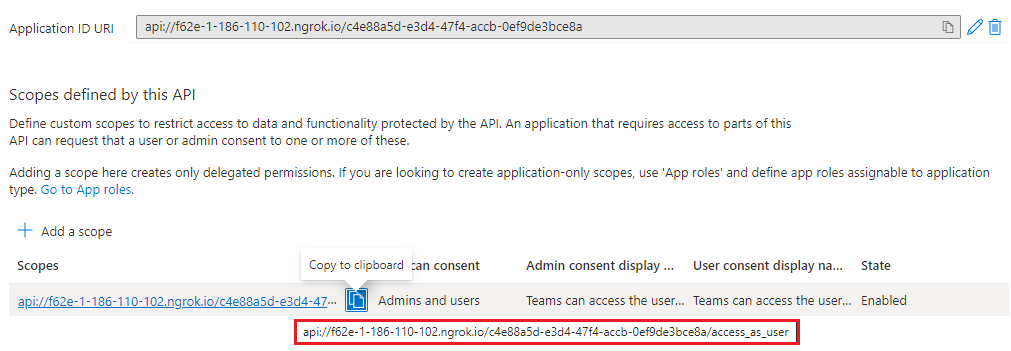 Application ID URI
api://f62e-1-186-110-102.ngrok.io/c4e88a5d-e3d4-47f4-accb-0ef9de3bce8a
Scopes defined by this API
Define custom scopes to restrict access to data and functionality protected by the API. An application that requires access to parts of this
API can request that a user or admin consent to one or more of these.
Adding a scope here creates only delegated permissions. If you are looking to create application-only scopes, use 'App roles' and define app roles assignable to application
type. Go to App roles.
Add a scope
Copy to clipboard
Scopes can consent Admin consent display ... User consent display na... State
api://f62e-1-186-110-102.ngrok.io/c4e88a5d-e3d4-47... Admins and users Teams can access the user... Teams can access the user... Enabled
api://f62e-1-186-110-102.ngrok.io/c4e88a5d-e3d4-47f4-accb-0ef9de3bce8a/access_as_user